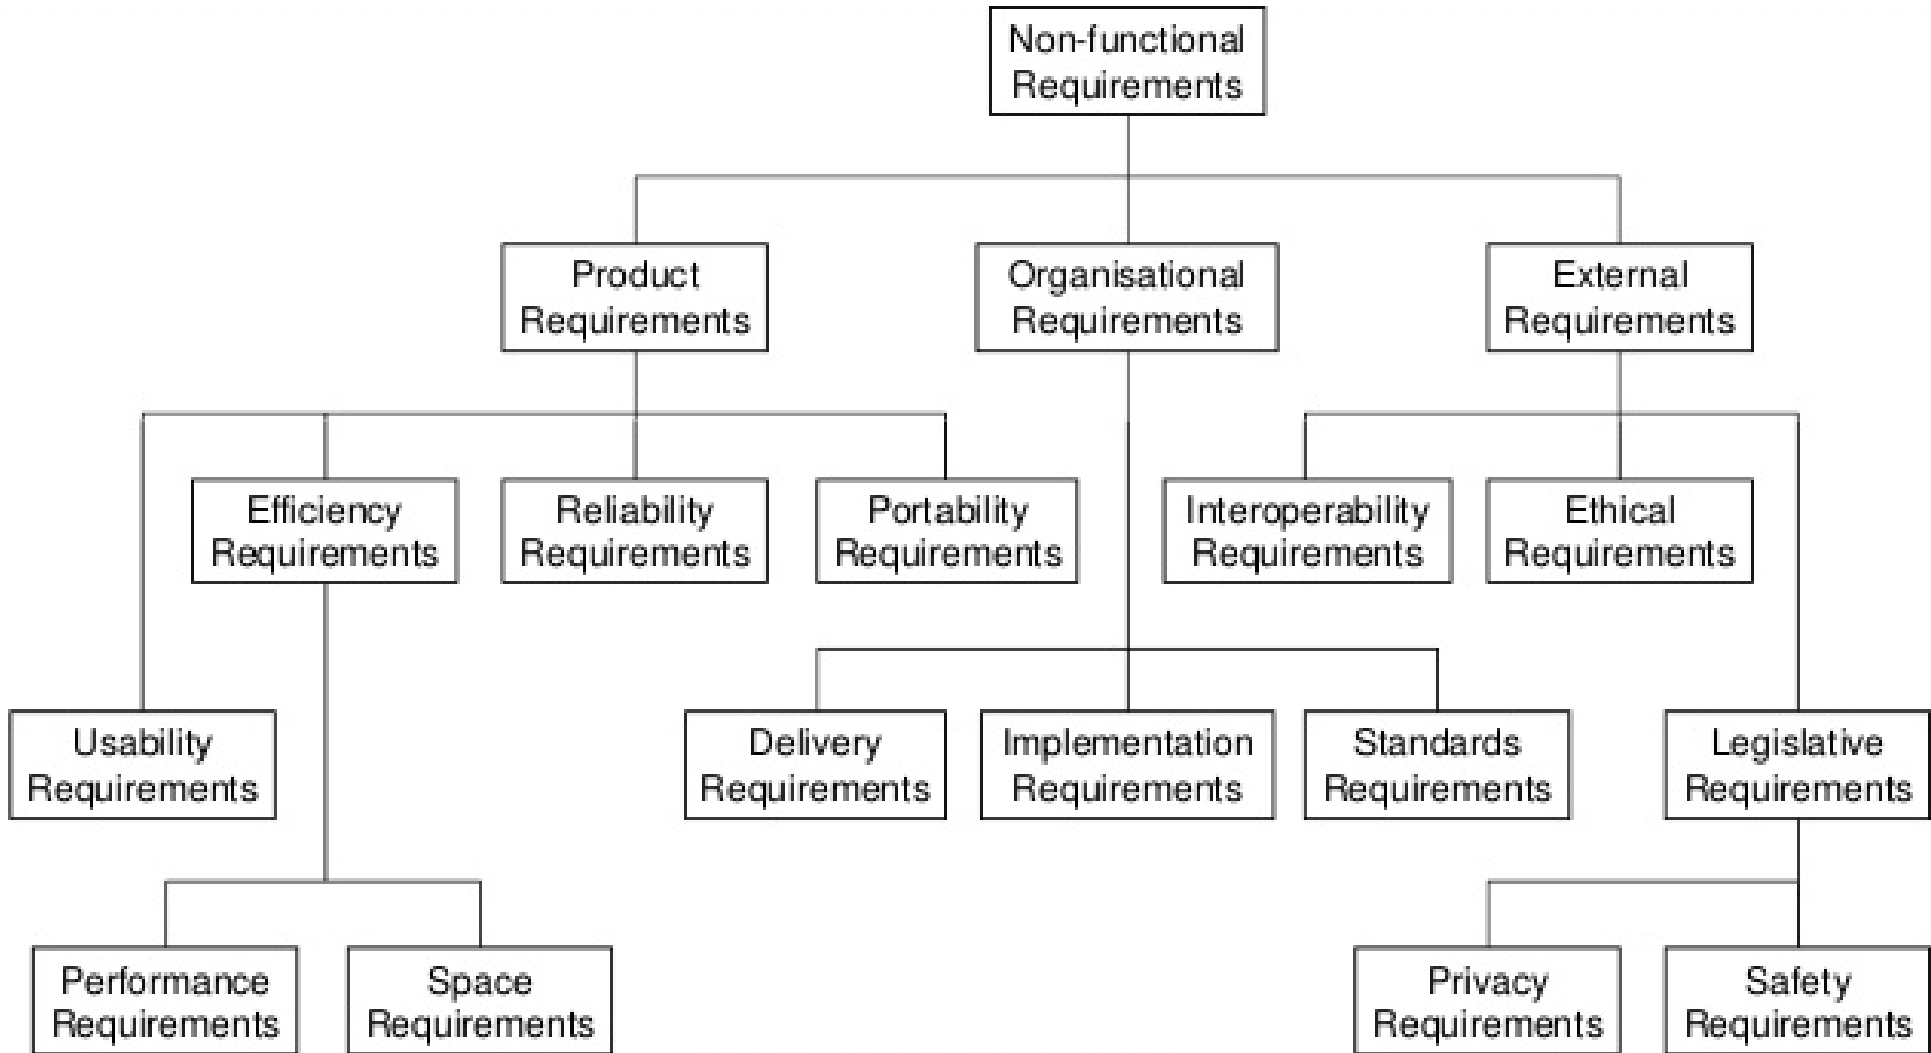 Non-functional
Requirements
Product
Requirements
Organisational
Requirements
External
Requirements
Efficiency
Requirements
Reliability
Requirements
Portability
Requirements
Interoperability
Requirements
Ethical
Requirements
Usability
Requirements
Delivery
Requirements
Implementation
Requirements
Standards
Requirements
Legislative
Requirements
Performance
Requirements
Space
Requirements
Privacy
Requirements
Safety
Requirements